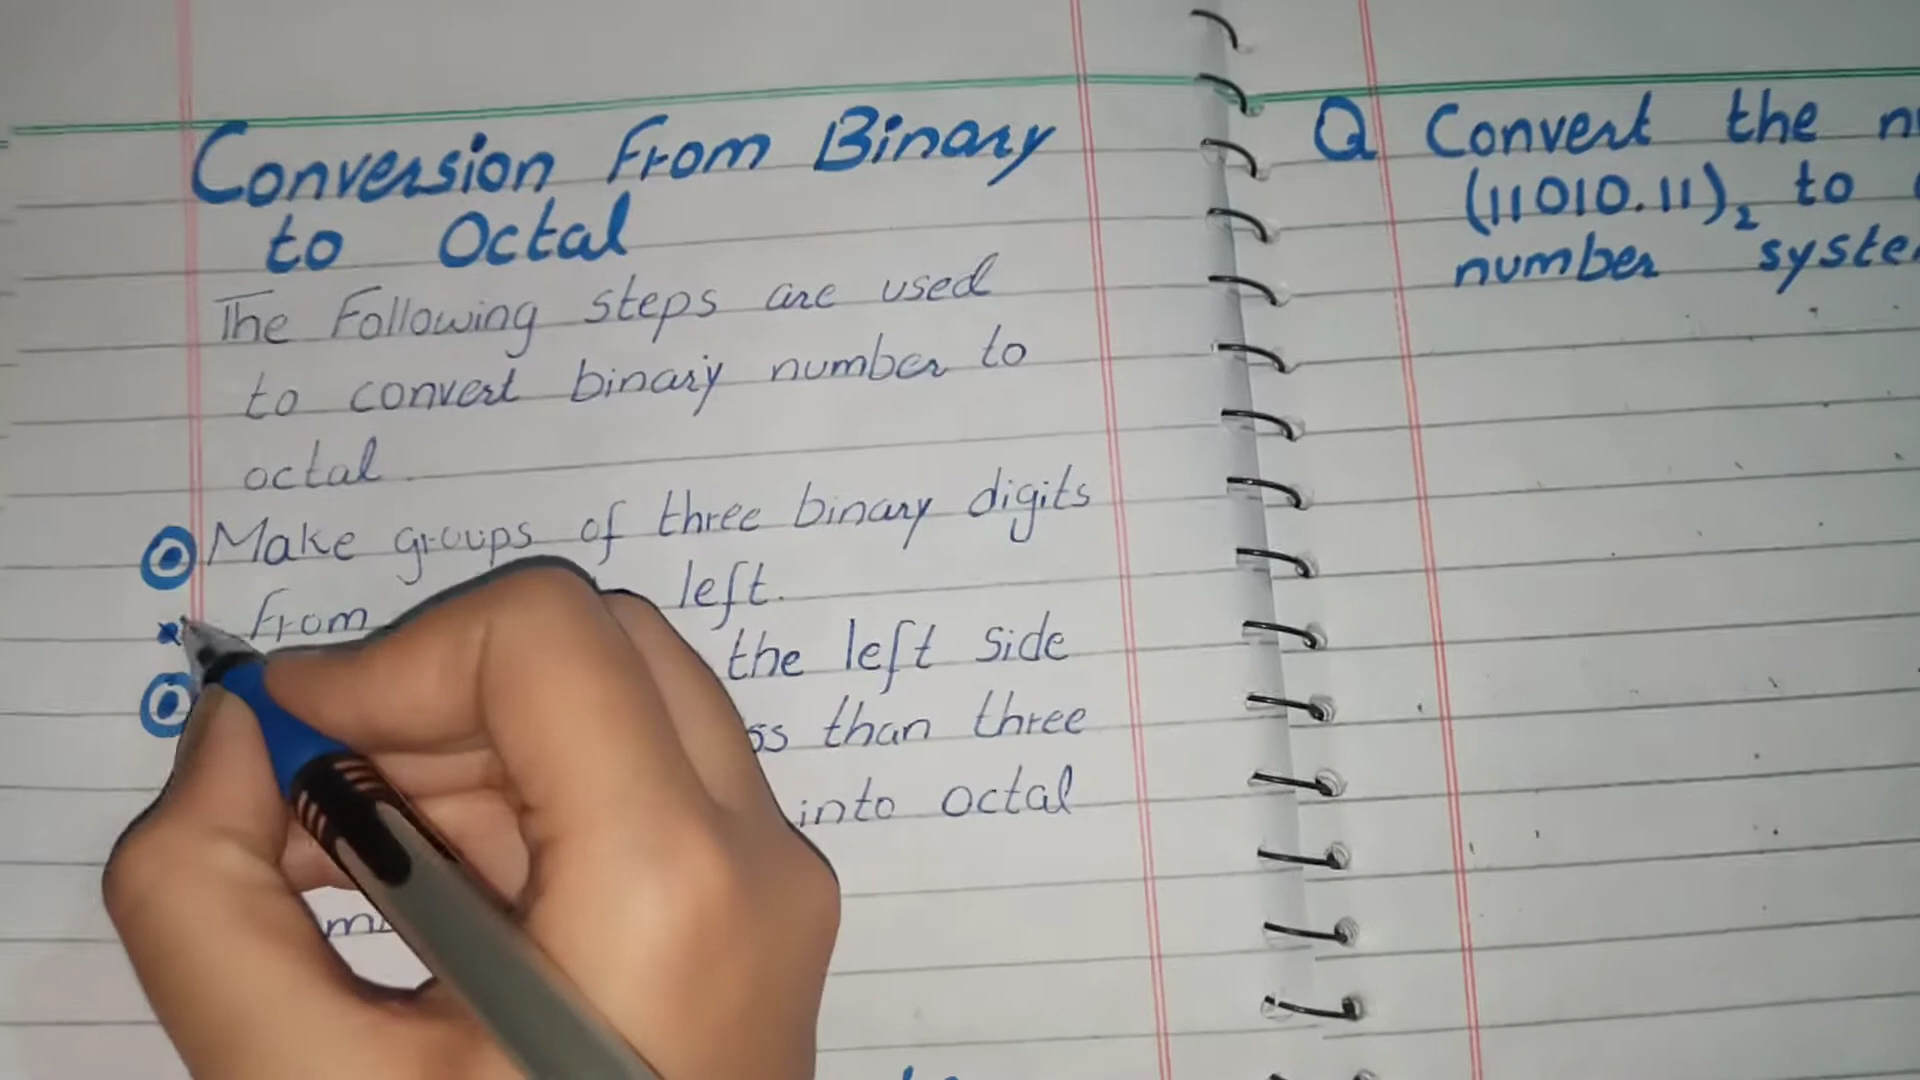 Conversion From Binary
to Octal
The Following steps are used
to convert binary number to
octal.
Make groups of three binary digits
From left.
the left side
than three
into octal
Q Convert the
(11010.11)₂ to
number